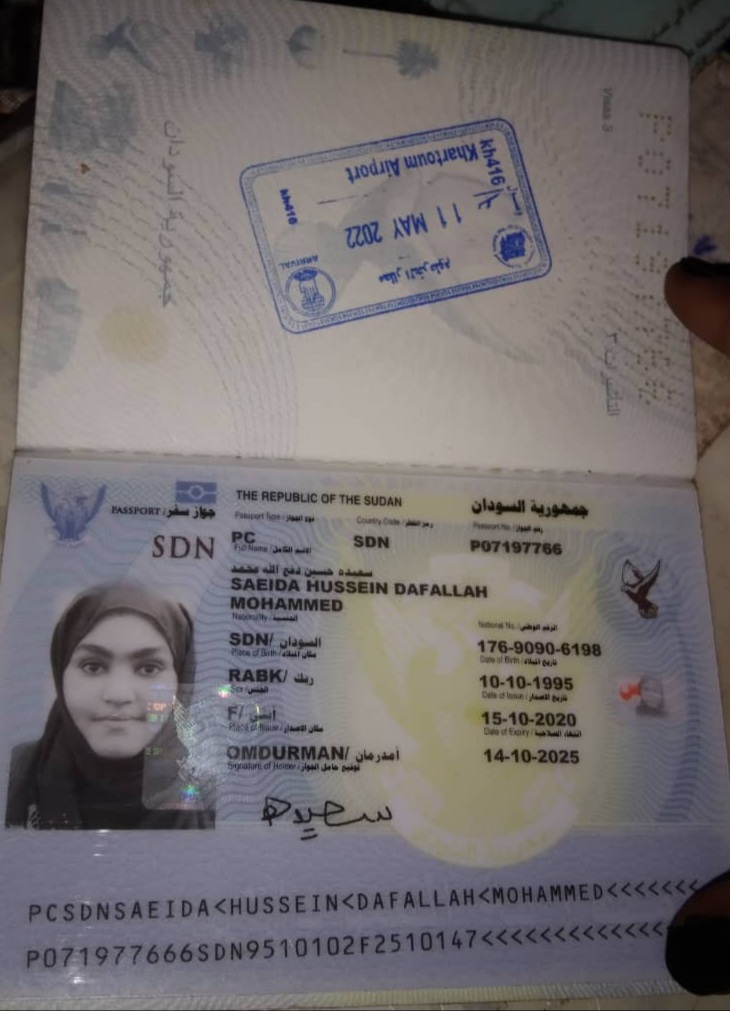 Visas 5
التأشيرات ٣
جمهورية السودان
kh416
Khartoum Airport
kh416
11 MAY 2022
ARRIVAL
مطار الخرطوم
THE REPUBLIC OF THE SUDAN جمهورية السودان
PASSPORT / جواز سفر
Passport Type / نوع الجواز Country Code / رمز القطر Passport No. / رقم الجواز
SDN PC SDN P07197766
Full Name / الاسم الكامل
سعيده حسين دفع الله محمد
SAEIDA HUSSEIN DAFALLAH
MOHAMMED
Nationality / الجنسية National No. / الرقم الوطني
SDN/ السودان 176-9090-6198
Place of Birth / مكان الميلاد Date of Birth / تاريخ الميلاد
RABK/ ربك 10-10-1995
Sex / الجنس Date of Issue / تاريخ الاصدار
F/ أنثى 15-10-2020
Place of Issue / مكان الاصدار Date of Expiry / انتهاء الصلاحية
OMDURMAN/ أمدرمان 14-10-2025
Signature of Holder / توقيع حامل الجواز
سعيده
PCSDNSAEIDA<HUSSEIN<DAFALLAH<MOHAMMED<<<<<<<
P071977666SDN9510102F2510147<<<<<<<<<<<<<<